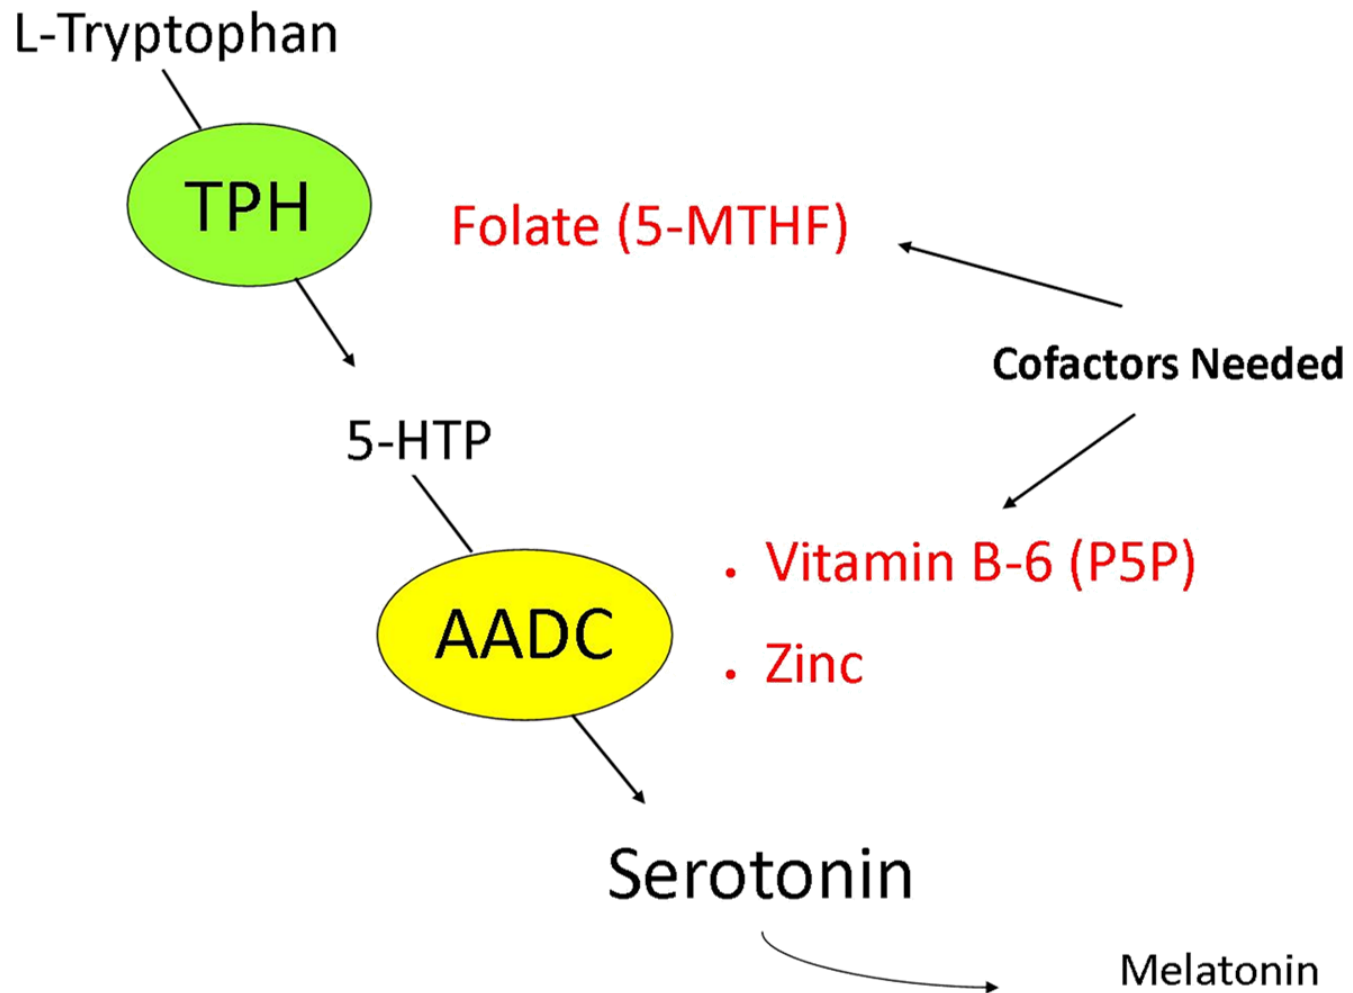 L-Tryptophan
TPH
Folate (5-MTHF)
Cofactors Needed
5-HTP
AADC
. Vitamin B-6 (P5P)
. Zinc
Serotonin
Melatonin